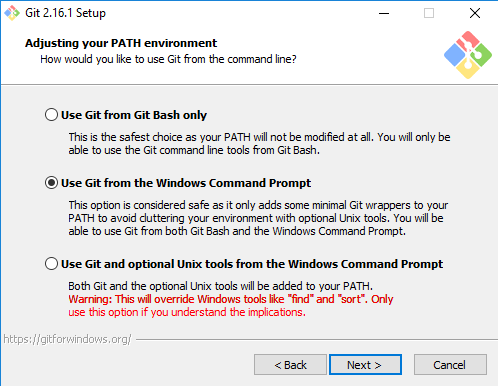 Git 2.16.1 Setup
Adjusting your PATH environment
How would you like to use Git from the command line?
Use Git from Git Bash only
This is the safest choice as your PATH will not be modified at all. You will only be
able to use the Git command line tools from Git Bash.
Use Git from the Windows Command Prompt
This option is considered safe as it only adds some minimal Git wrappers to your
PATH to avoid cluttering your environment with optional Unix tools. You will be
able to use Git from both Git Bash and the Windows Command Prompt.
Use Git and optional Unix tools from the Windows Command Prompt
Both Git and the optional Unix tools will be added to your PATH.
Warning: This will override Windows tools like "find" and "sort". Only
use this option if you understand the implications.
https://gitforwindows.org/
< Back Next > Cancel